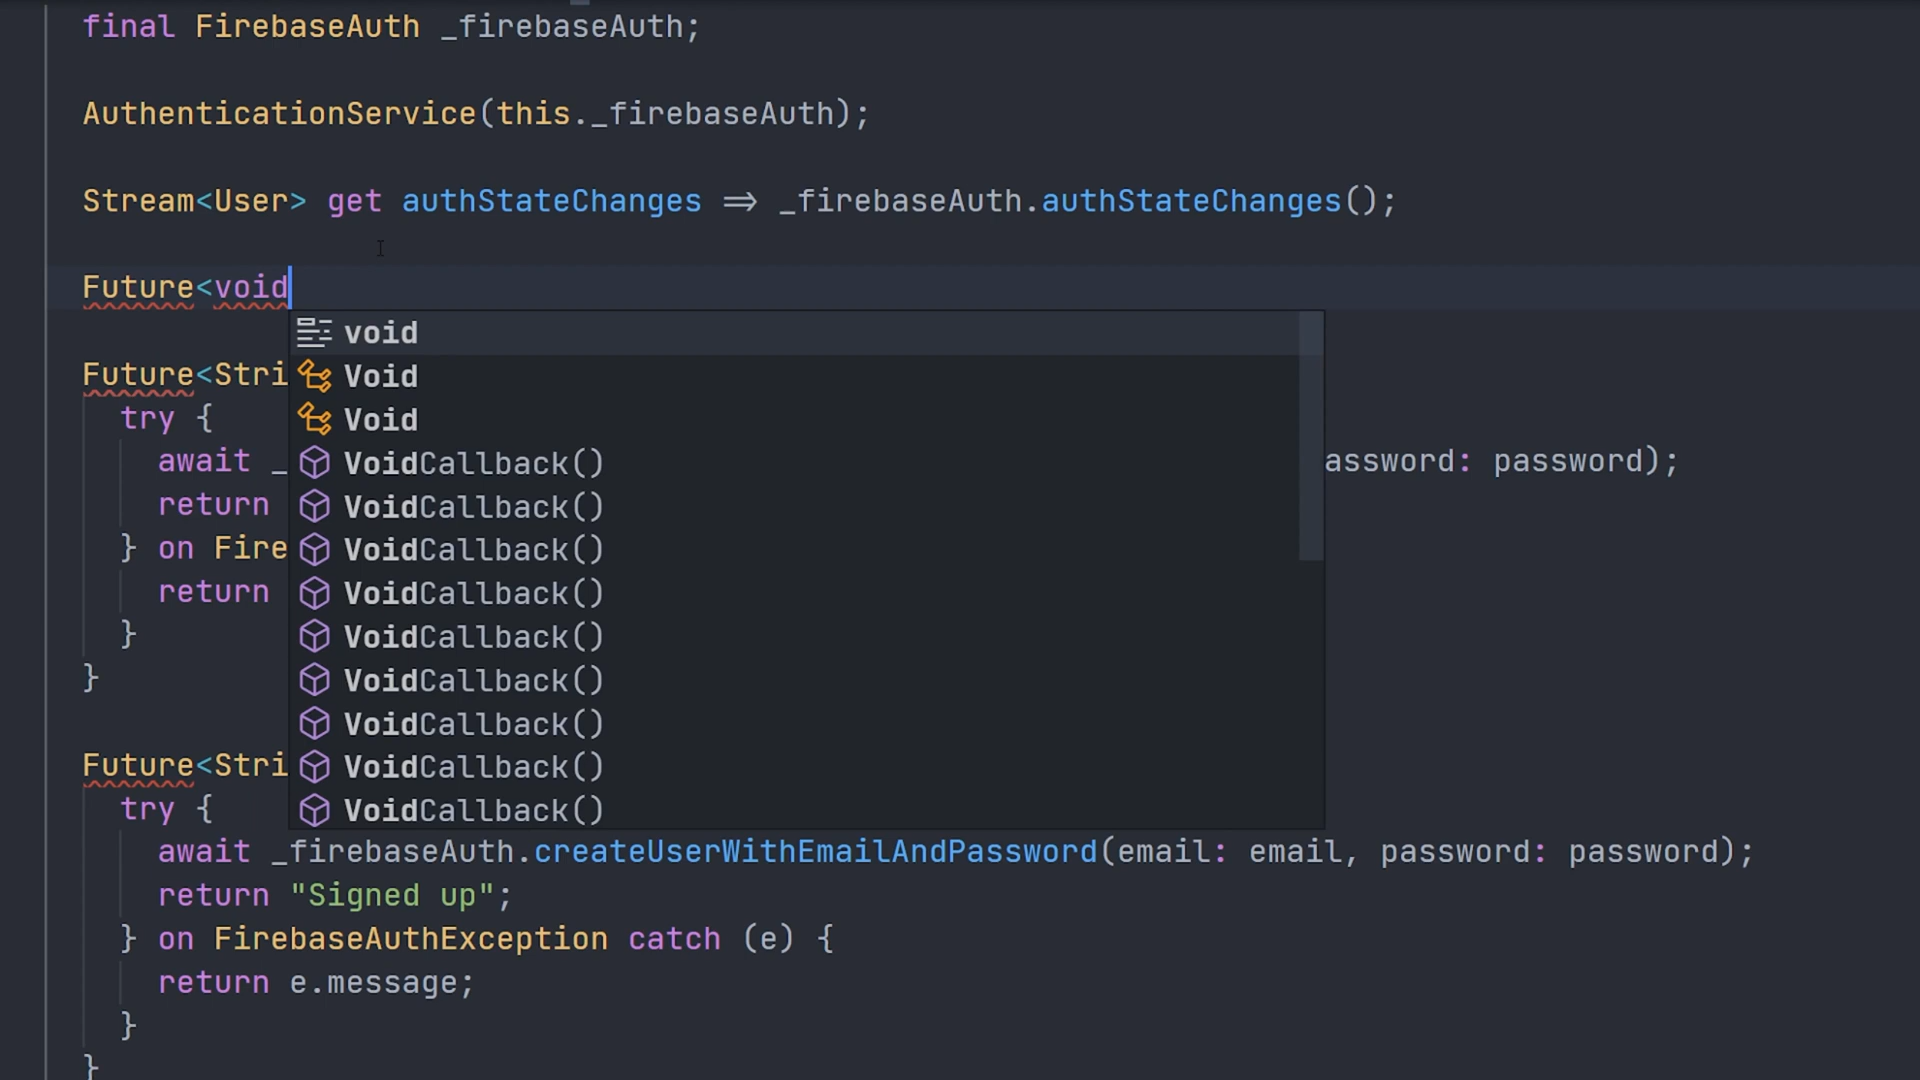 final FirebaseAuth _firebaseAuth;
AuthenticationService(this._firebaseAuth);
Stream<User> get authStateChanges => _firebaseAuth.authStateChanges();
Future<void
void
Future<Stri
Void
try {
Void
await _
VoidCallback()
assword: password);
return
VoidCallback()
} on Fire
VoidCallback()
return
VoidCallback()
}
VoidCallback()
}
VoidCallback()
VoidCallback()
Future<Stri
VoidCallback()
try {
VoidCallback()
await _firebaseAuth.createUserWithEmailAndPassword(email: email, password: password);
return "Signed up";
} on FirebaseAuthException catch (e) {
return e.message;
}
}